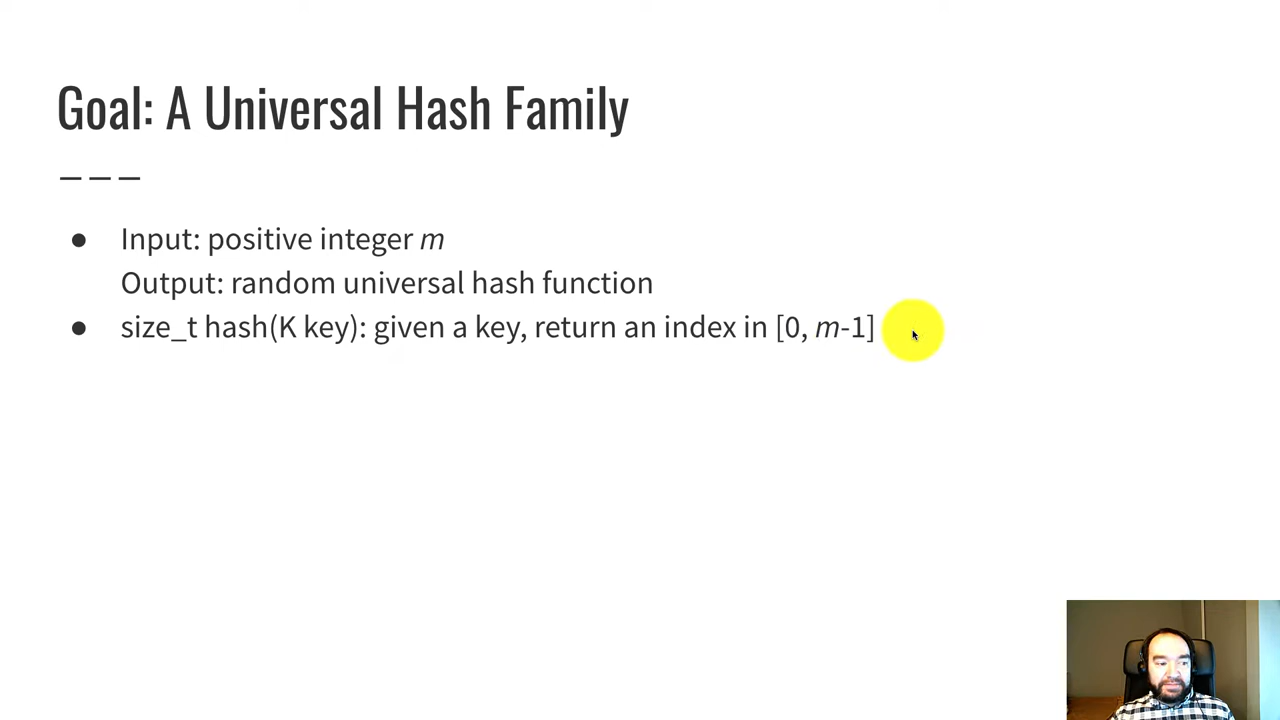 Goal: A Universal Hash Family
● Input: positive integer m
Output: random universal hash function
● size_t hash(K key): given a key, return an index in [0, m-1]